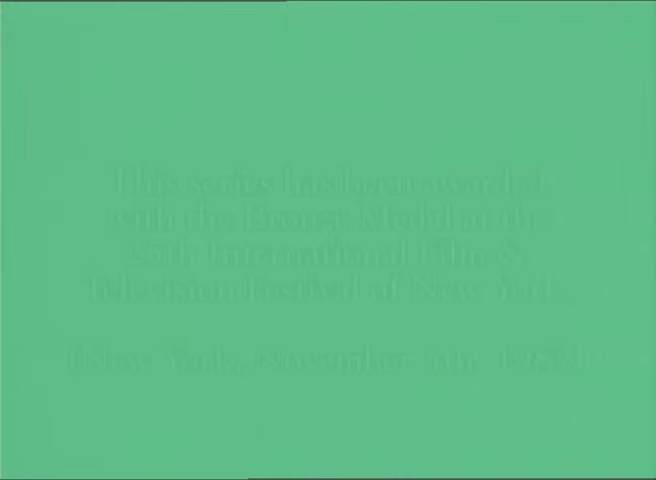 This series has been awarded
with the Bronze Medal at the
International Film &
Television Festival of New York.
(New York, November